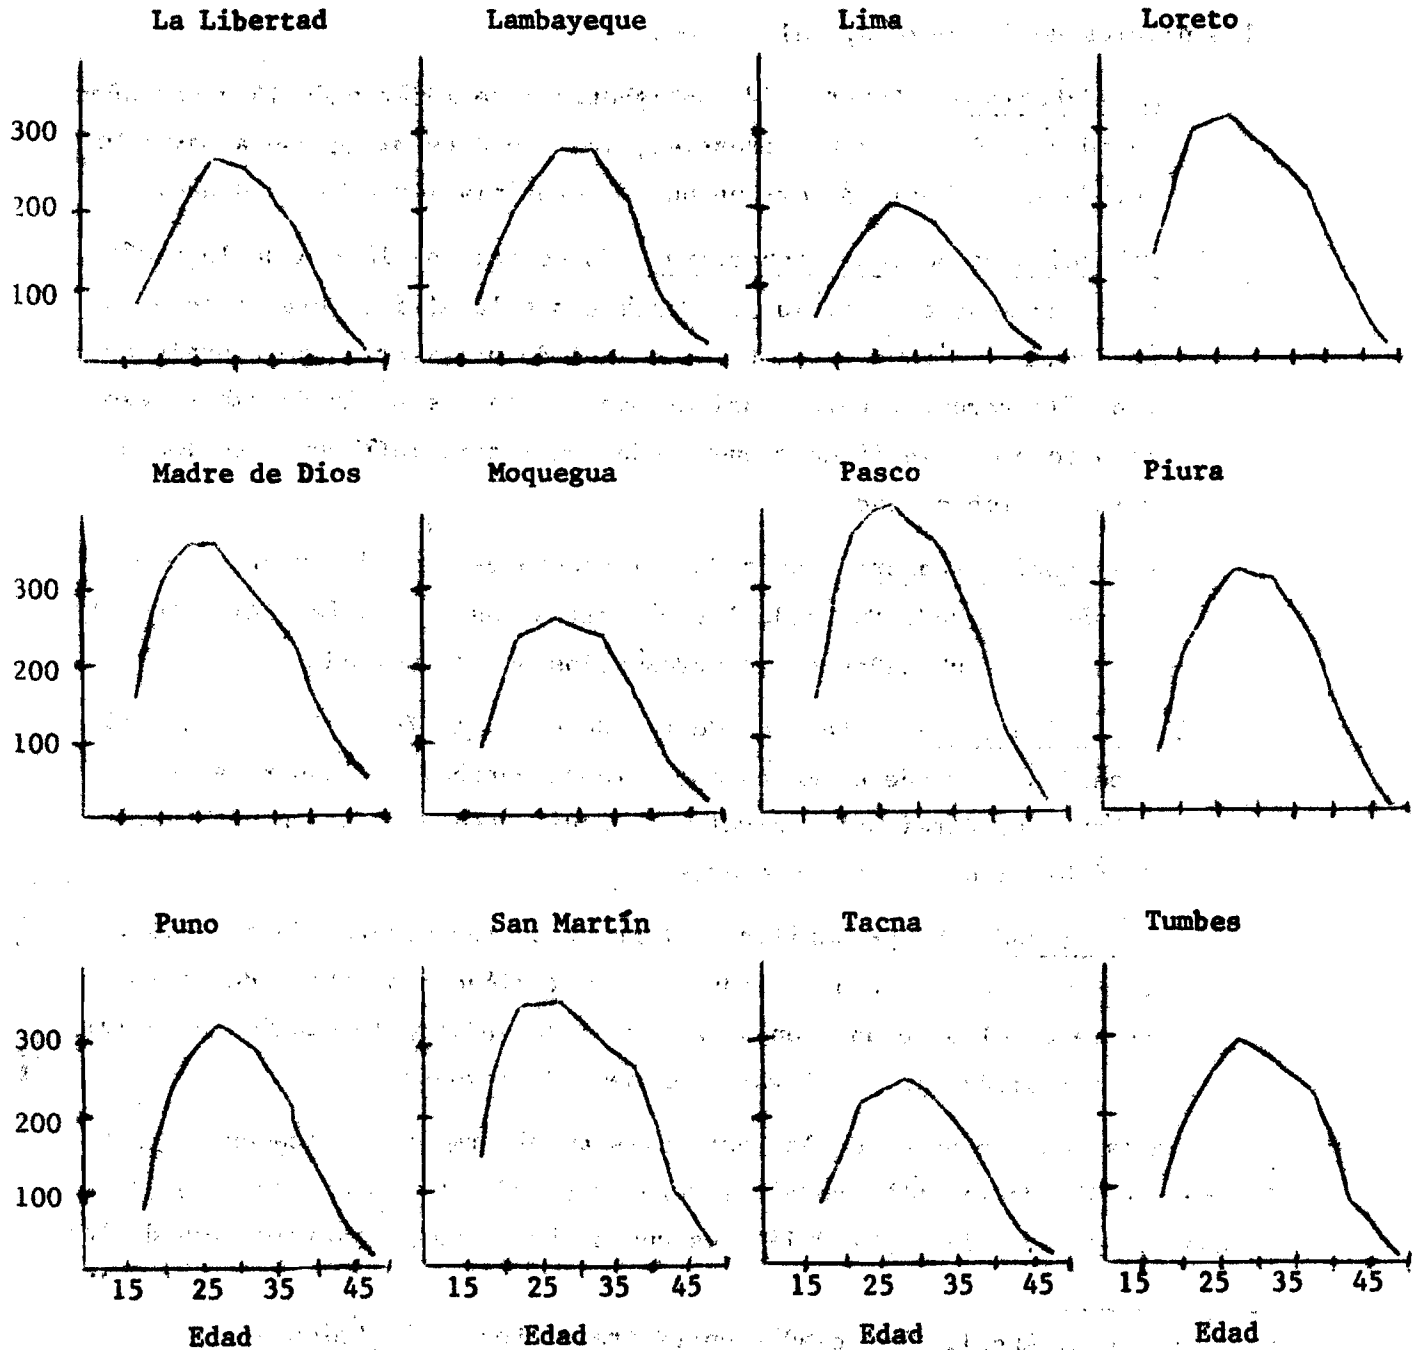 La Libertad Lambayeque Lima Loreto
300
200
100
Madre de Dios Moquegua Pasco Piura
300
200
100
Puno San Martín Tacna Tumbes
300
200
100
15 25 35 45 15 25 35 45 15 25 35 45 15 25 35 45
Edad Edad Edad Edad